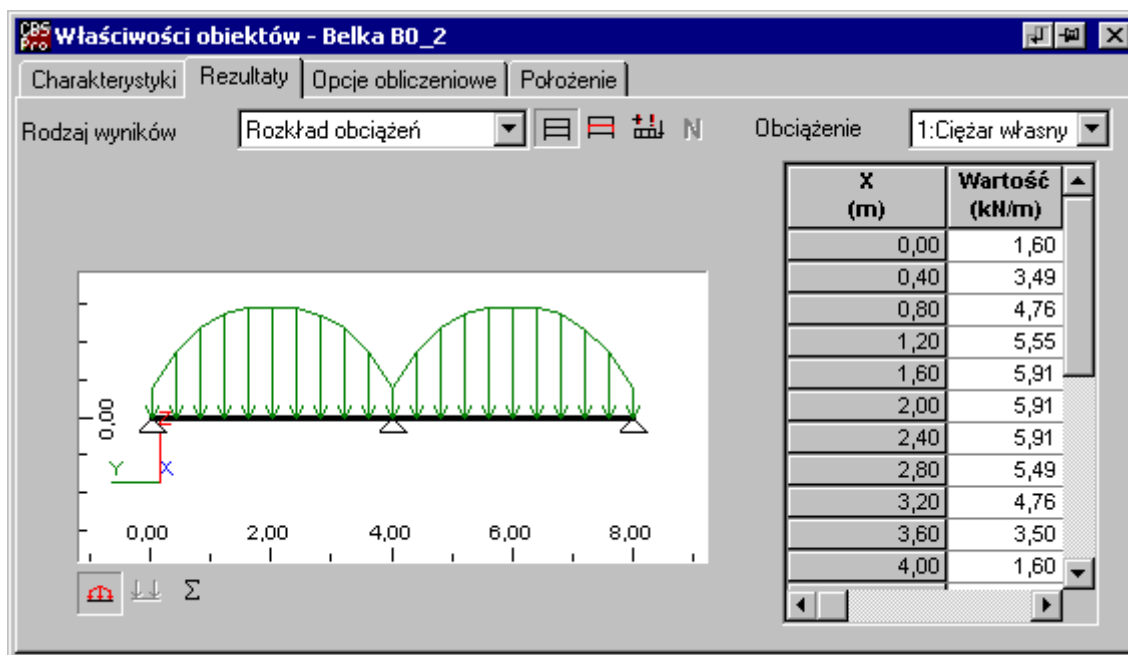 CBS Pro Właściwości obiektów - Belka B0_2
Charakterystyki Rezultaty Opcje obliczeniowe Położenie
Rodzaj wyników Rozkład obciążeń N Obciążenie 1:Ciężar własny
X Wartość
(m) (kN/m)
0,00 1,60
0,40 3,49
0,80 4,76
1,20 5,55
1,60 5,91
2,00 5,91
2,40 5,91
2,80 5,49
3,20 4,76
3,60 3,50
4,00 1,60
0,00
Z
Y X
0,00 2,00 4,00 6,00 8,00
Σ